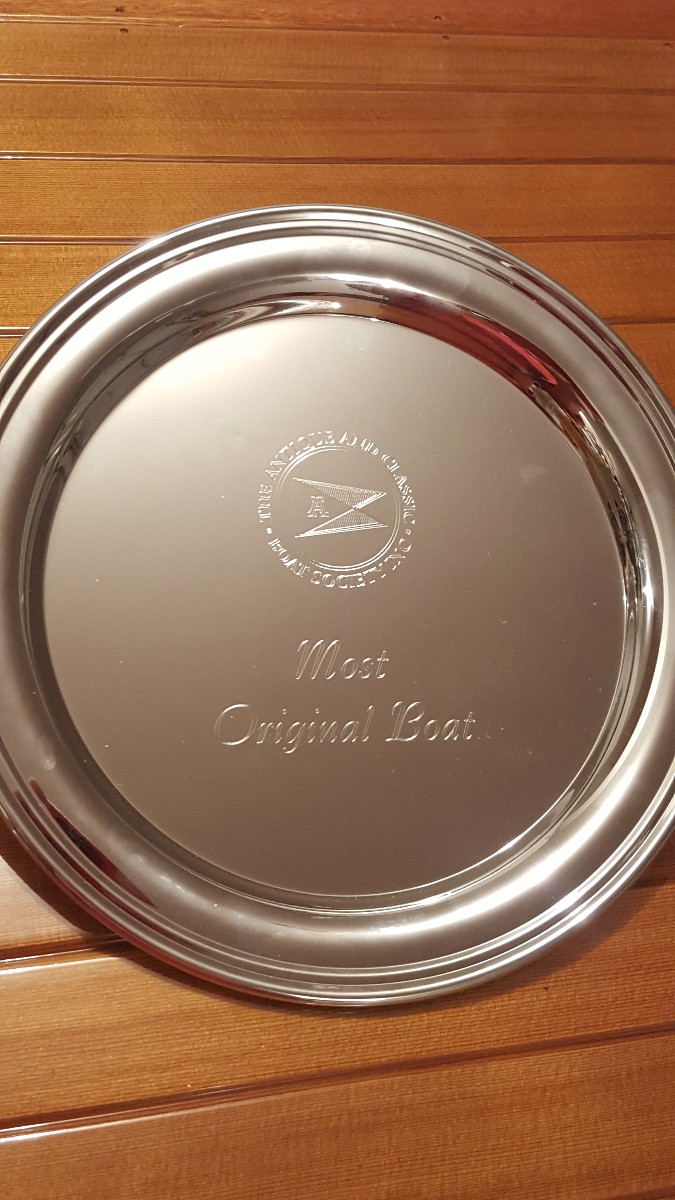 THE ANTIQUE AND CLASSIC
BOAT SOCIETY, INC.
A
Most
Original Boat